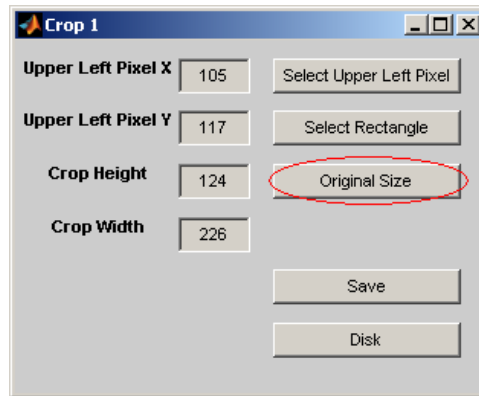 Crop 1
Upper Left Pixel X 105 Select Upper Left Pixel
Upper Left Pixel Y 117 Select Rectangle
Crop Height 124 Original Size
Crop Width 226
Save
Disk